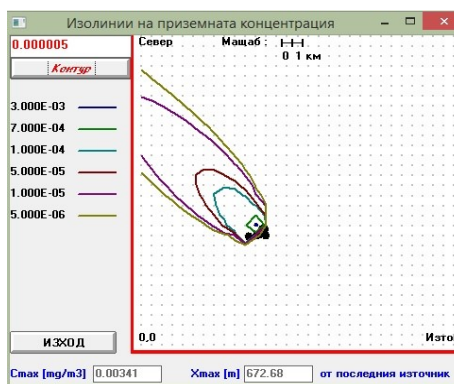 Изолинии на приземната концентрация
0.000005
Контур
Север Мащаб :
0 1 км
3.000E-03
7.000E-04
1.000E-04
5.000E-05
1.000E-05
5.000E-06
ИЗХОД
0,0 Изто
Cmax [mg/m3] 0.00341 Xmax [m] 672.68 от последния източник